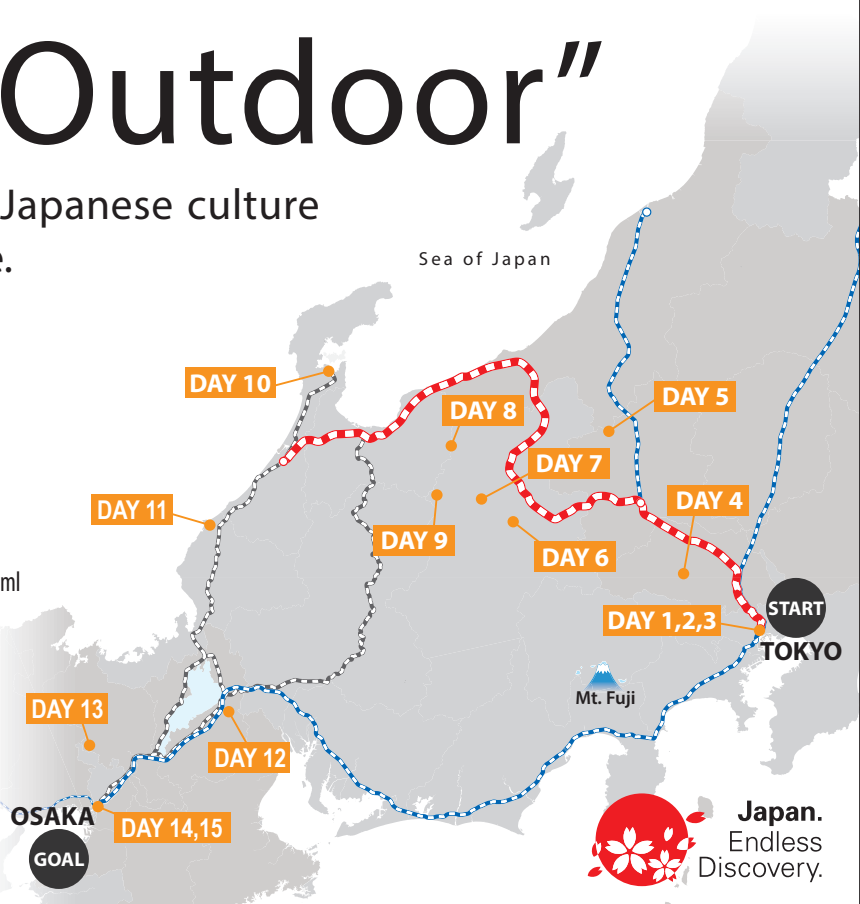 Outdoor”
Japanese culture
e.
Sea of Japan
DAY 10
DAY 5
DAY 8
DAY 7
DAY 4
DAY 11
DAY 9
DAY 6
ml
START
DAY 1,2,3
TOKYO
Mt. Fuji
DAY 13
DAY 12
OSAKA
DAY 14,15
GOAL
Japan.
Endless
Discovery.